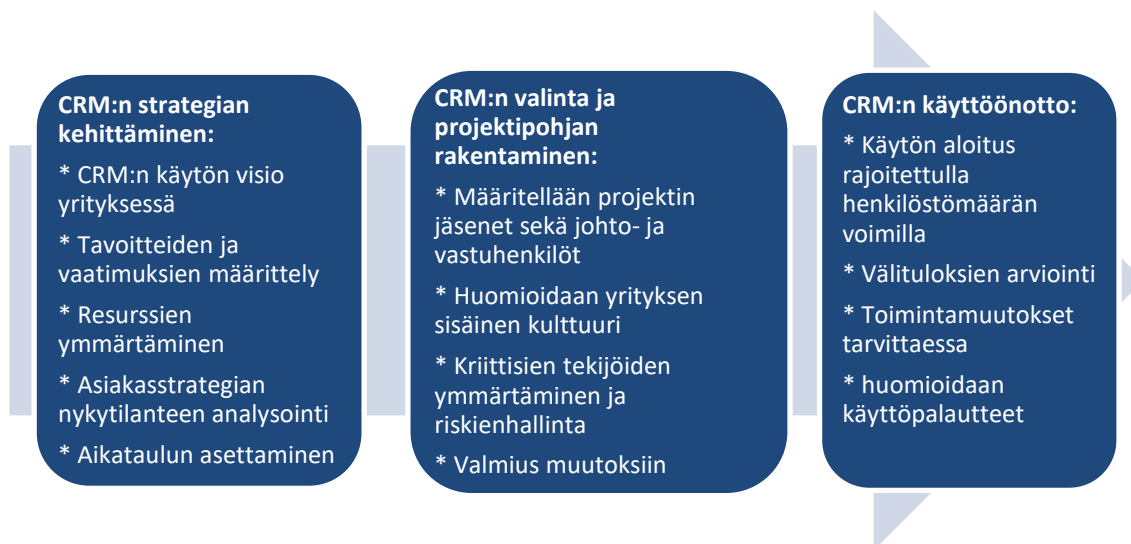 CRM:n strategian
kehittäminen:
* CRM:n käytön visio
yrityksessä
* Tavoitteiden ja
vaatimuksien määrittely
* Resurssien
ymmärtäminen
* Asiakasstrategian
nykytilanteen analysointi
* Aikataulun asettaminen
CRM:n valinta ja
projektipohjan
rakentaminen:
* Määritellään projektin
jäsenet sekä johto- ja
vastuhenkilöt
* Huomioidaan yrityksen
sisäinen kulttuuri
* Kriittisien tekijöiden
ymmärtäminen ja
riskienhallinta
* Valmius muutoksiin
CRM:n käyttöönotto:
* Käytön aloitus
rajoitettulla
henkilöstömäärän
voimilla
* Välituloksien arviointi
* Toimintamuutokset
tarvittaessa
* huomioidaan
käyttöpalautteet